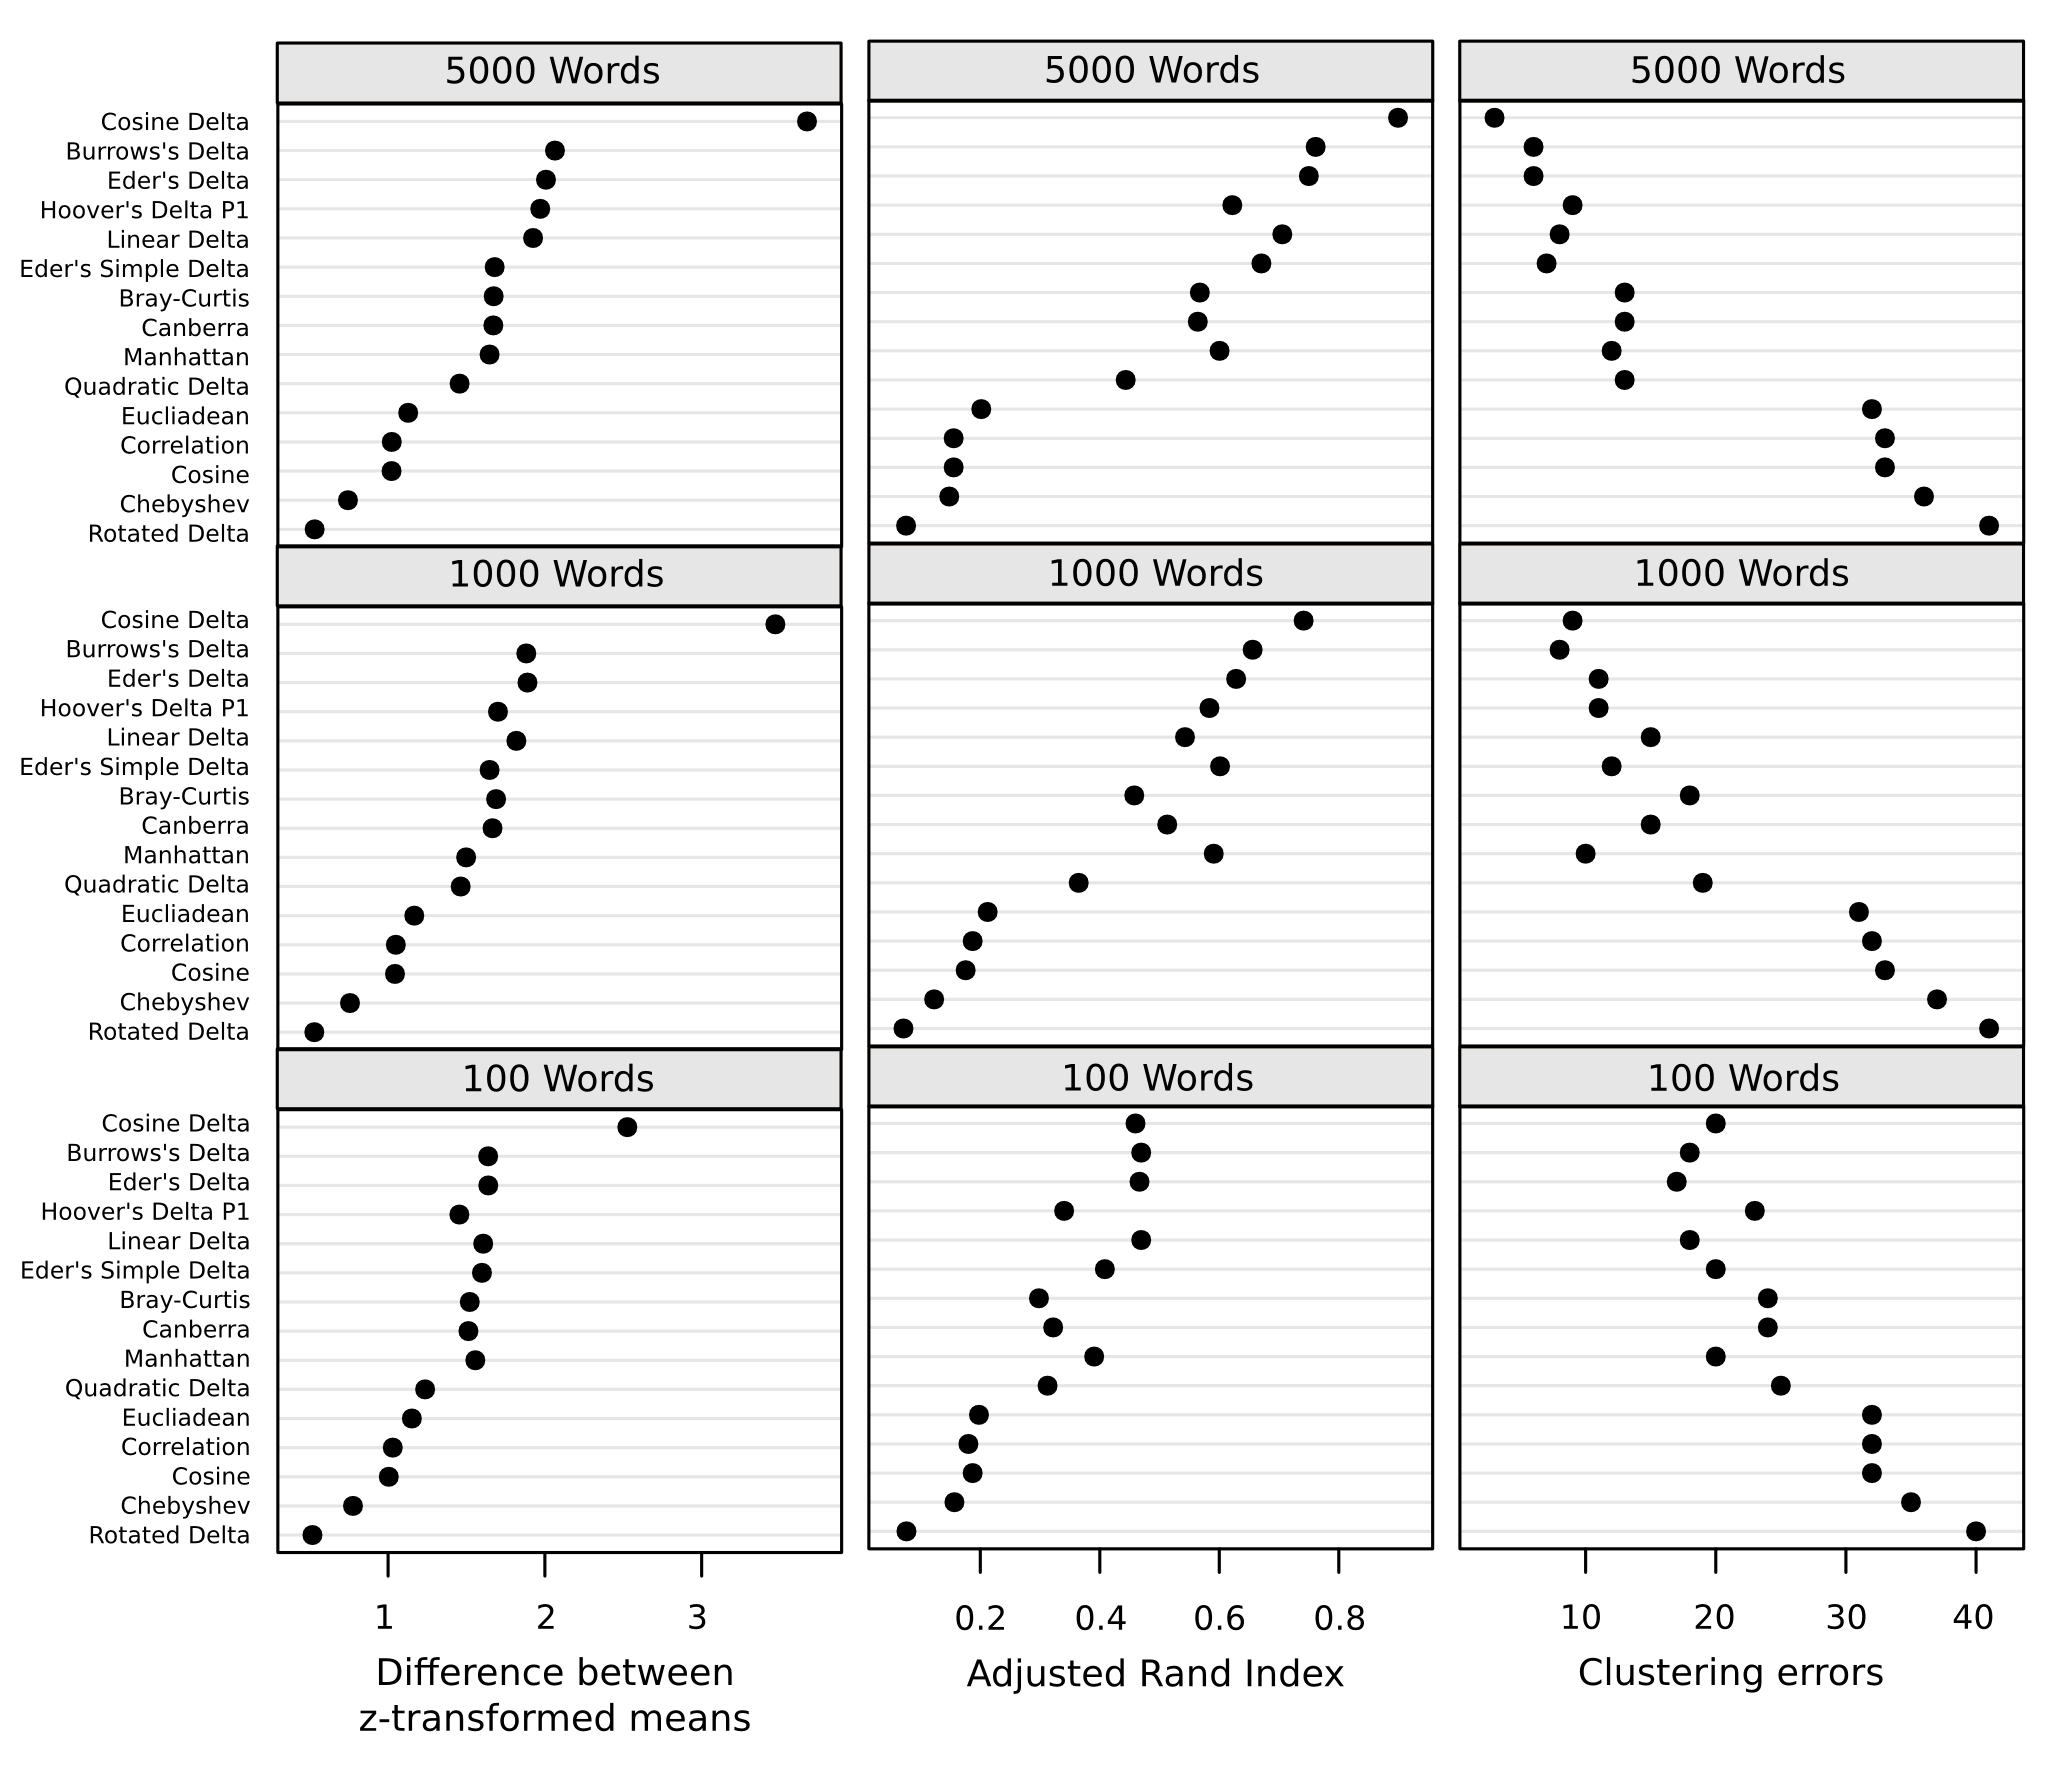 5000 Words 5000 Words 5000 Words
Cosine Delta
Burrows's Delta
Eder's Delta
Hoover's Delta P1
Linear Delta
Eder's Simple Delta
Bray-Curtis
Canberra
Manhattan
Quadratic Delta
Eucliadean
Correlation
Cosine
Chebyshev
Rotated Delta
1000 Words 1000 Words 1000 Words
Cosine Delta
Burrows's Delta
Eder's Delta
Hoover's Delta P1
Linear Delta
Eder's Simple Delta
Bray-Curtis
Canberra
Manhattan
Quadratic Delta
Eucliadean
Correlation
Cosine
Chebyshev
Rotated Delta
100 Words 100 Words 100 Words
Cosine Delta
Burrows's Delta
Eder's Delta
Hoover's Delta P1
Linear Delta
Eder's Simple Delta
Bray-Curtis
Canberra
Manhattan
Quadratic Delta
Eucliadean
Correlation
Cosine
Chebyshev
Rotated Delta
1 2 3 0.2 0.4 0.6 0.8 10 20 30 40
Difference between
z-transformed means
Adjusted Rand Index
Clustering errors